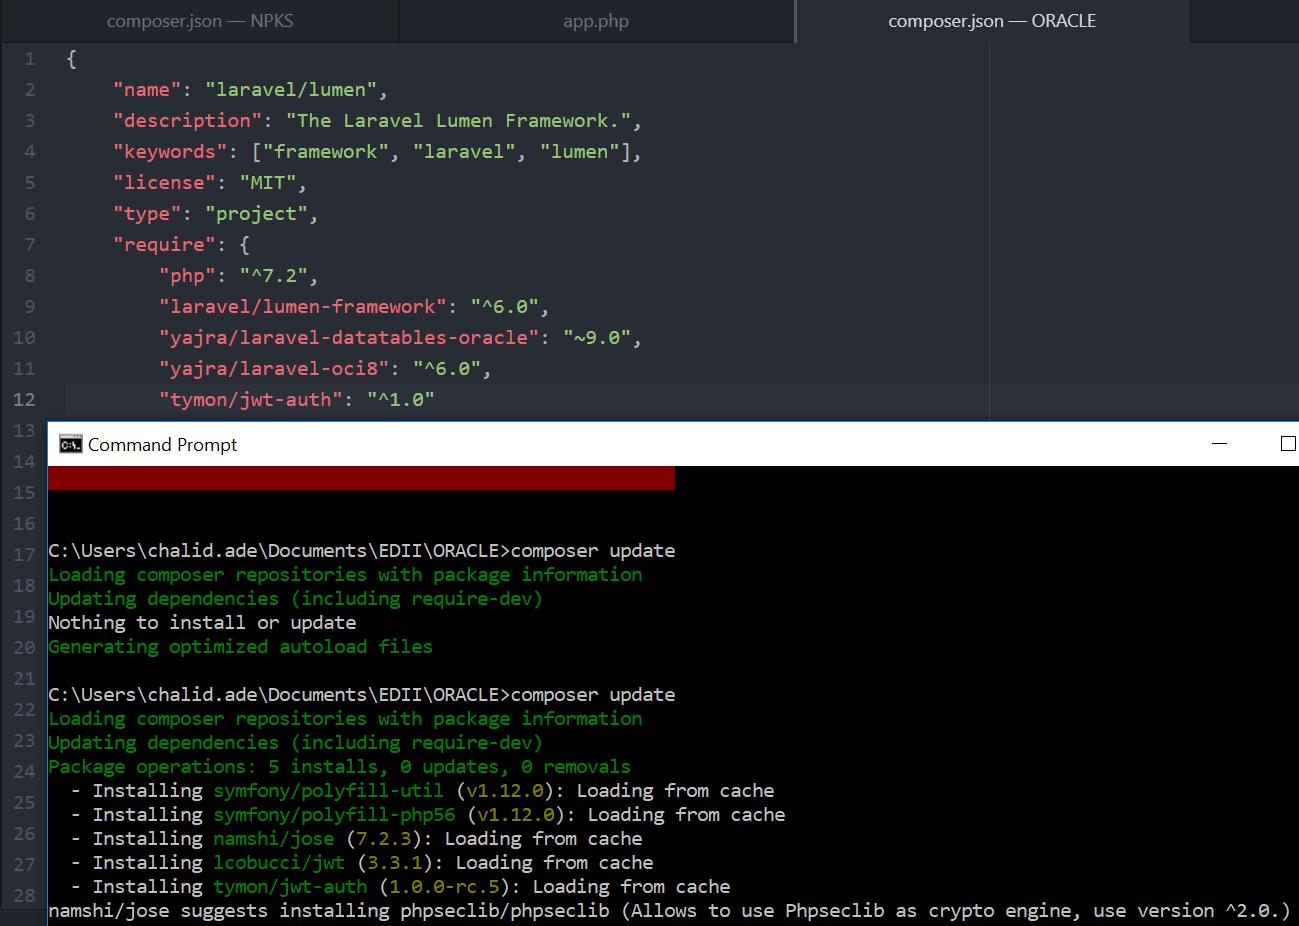 composer.json — NPKS
app.php
composer.json — ORACLE
1 {
2 "name": "laravel/lumen",
3 "description": "The Laravel Lumen Framework.",
4 "keywords": ["framework", "laravel", "lumen"],
5 "license": "MIT",
6 "type": "project",
7 "require": {
8 "php": "^7.2",
9 "laravel/lumen-framework": "^6.0",
10 "yajra/laravel-datatables-oracle": "~9.0",
11 "yajra/laravel-oci8": "^6.0",
12 "tymon/jwt-auth": "^1.0"
13
14
15
16
17
18
19
20
21
22
23
24
25
26
27
28
C:\. Command Prompt
C:\Users\chalid.ade\Documents\EDII\ORACLE>composer update
Loading composer repositories with package information
Updating dependencies (including require-dev)
Nothing to install or update
Generating optimized autoload files
C:\Users\chalid.ade\Documents\EDII\ORACLE>composer update
Loading composer repositories with package information
Updating dependencies (including require-dev)
Package operations: 5 installs, 0 updates, 0 removals
- Installing symfony/polyfill-util (v1.12.0): Loading from cache
- Installing symfony/polyfill-php56 (v1.12.0): Loading from cache
- Installing namshi/jose (7.2.3): Loading from cache
- Installing lcobucci/jwt (3.3.1): Loading from cache
- Installing tymon/jwt-auth (1.0.0-rc.5): Loading from cache
namshi/jose suggests installing phpseclib/phpseclib (Allows to use Phpseclib as crypto engine, use version ^2.0.)